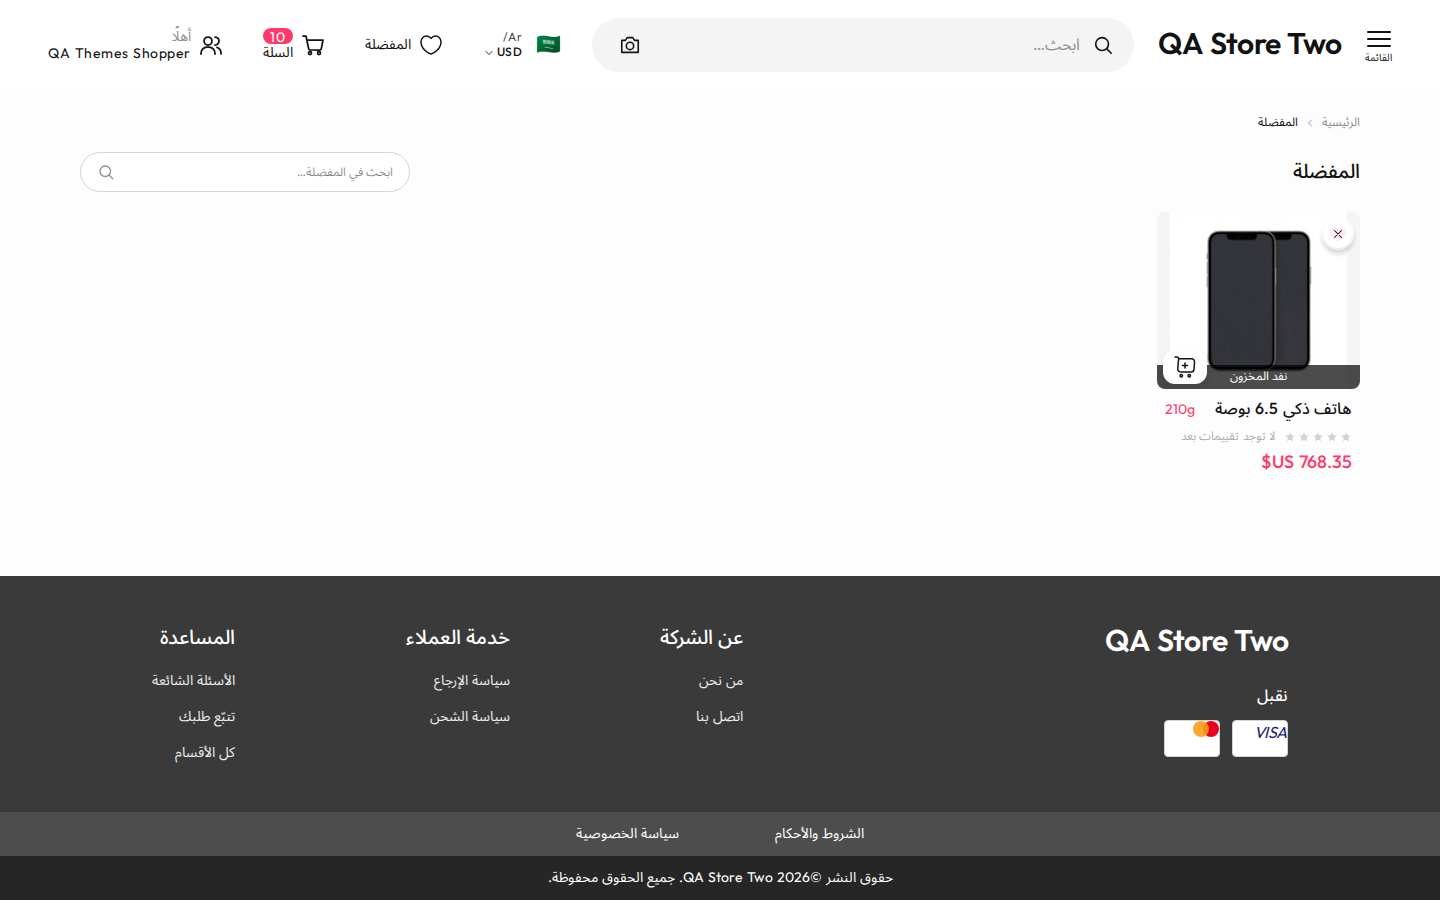 القائمة
QA Store Two
ابحث...
Ar/
USD
المفضلة
10
السلة
أهلًا
QA Themes Shopper
الرئيسية › المفضلة
المفضلة
ابحث في المفضلة...
نفد المخزون
هاتف ذكي 6.5 بوصة
210g
لا توجد تقييمات بعد
$US 768.35
QA Store Two
نقبل
VISA
عن الشركة
من نحن
اتصل بنا
خدمة العملاء
سياسة الإرجاع
سياسة الشحن
المساعدة
الأسئلة الشائعة
تتبّع طلبك
كل الأقسام
الشروط والأحكام
سياسة الخصوصية
حقوق النشر ©2026 QA Store Two. جميع الحقوق محفوظة.